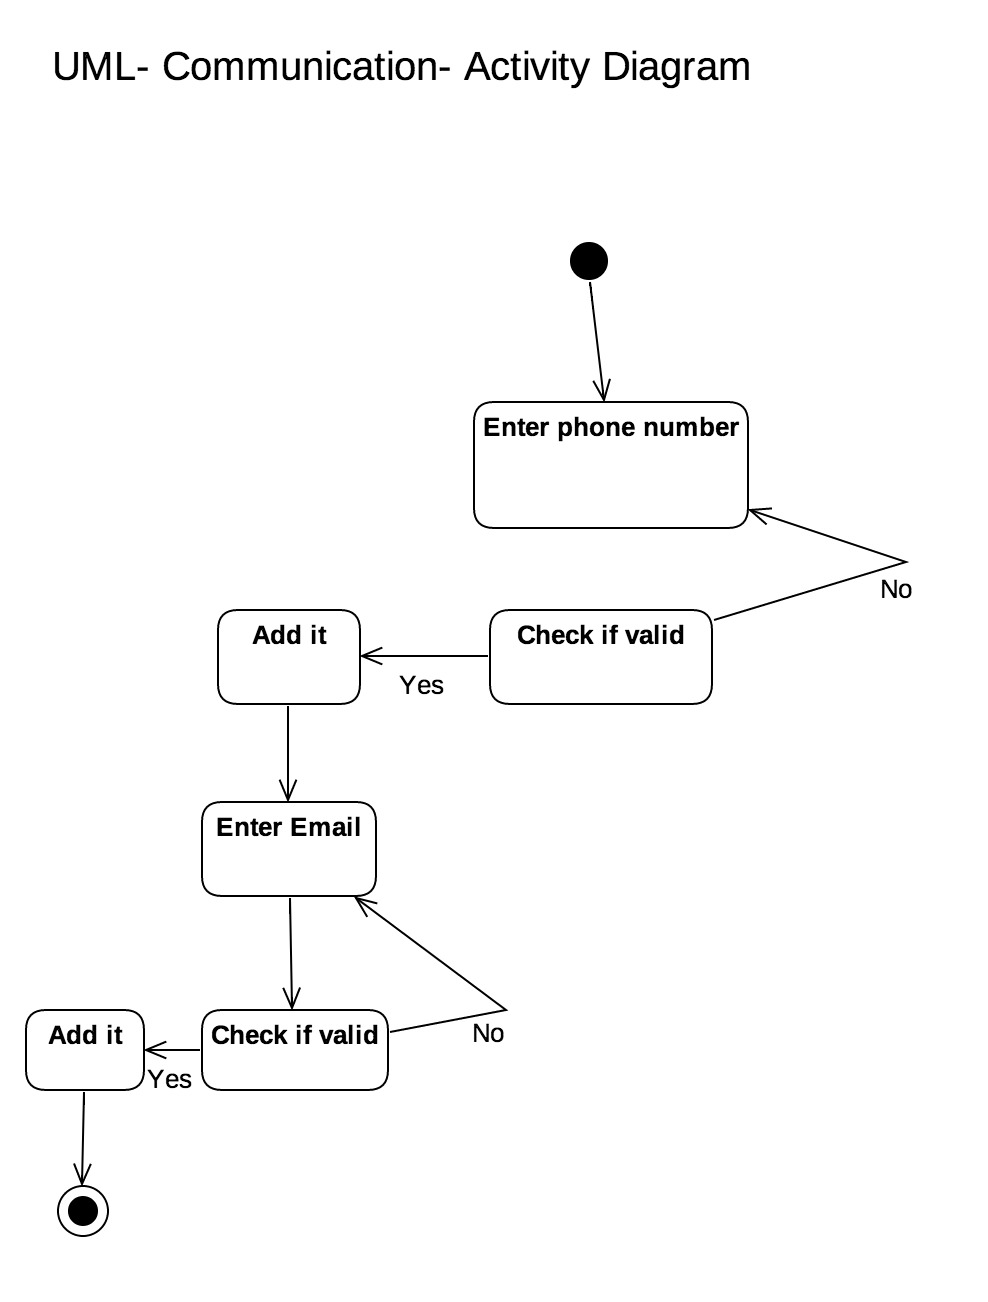 UML- Communication- Activity Diagram
Enter phone number
No
Add it
Check if valid
Yes
Enter Email
Add it
Check if valid
No
Yes